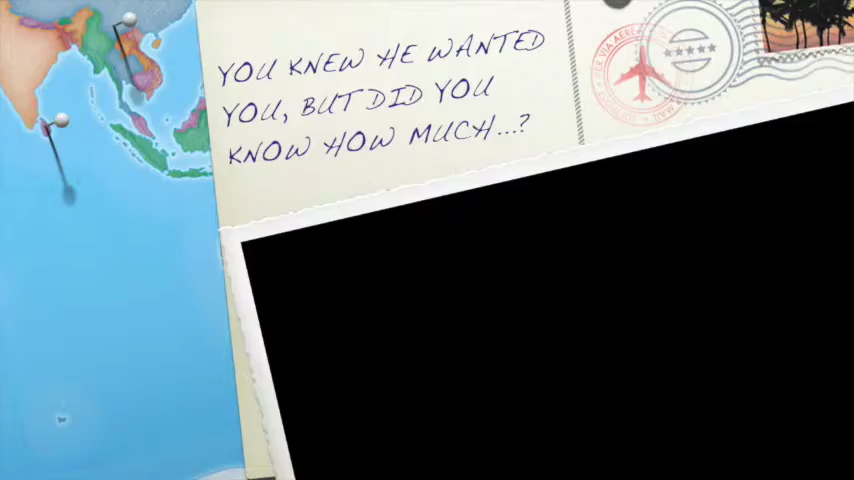 YOU KNEW HE WANTED
YOU, BUT DID YOU
KNOW HOW MUCH...?